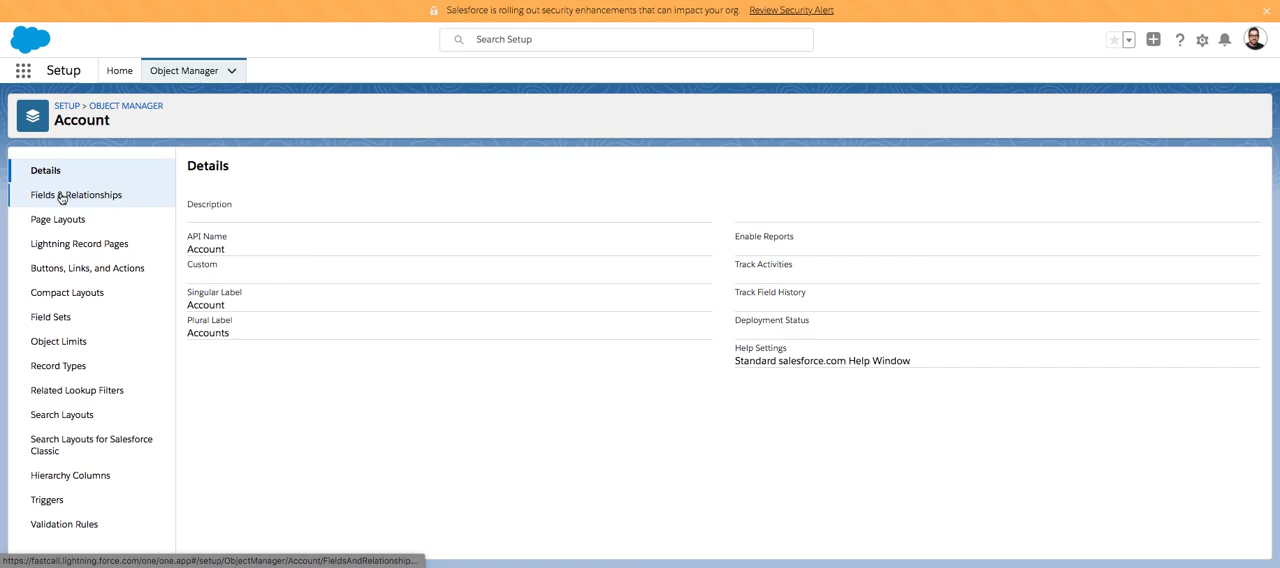 Salesforce is rolling out security enhancements that can impact your org. Review Security Alert
Search Setup
Setup
Home
Object Manager
SETUP > OBJECT MANAGER
Account
Details
Fields & Relationships
Page Layouts
Lightning Record Pages
Buttons, Links, and Actions
Compact Layouts
Field Sets
Object Limits
Record Types
Related Lookup Filters
Search Layouts
Search Layouts for Salesforce
Classic
Hierarchy Columns
Triggers
Validation Rules
Details
Description
API Name
Account
Custom
Singular Label
Account
Plural Label
Accounts
Enable Reports
Track Activities
Track Field History
Deployment Status
Help Settings
Standard salesforce.com Help Window
https://fastcall.lightning.force.com/one/one.app#/setup/ObjectManager/Account/FieldsAndRelationship...